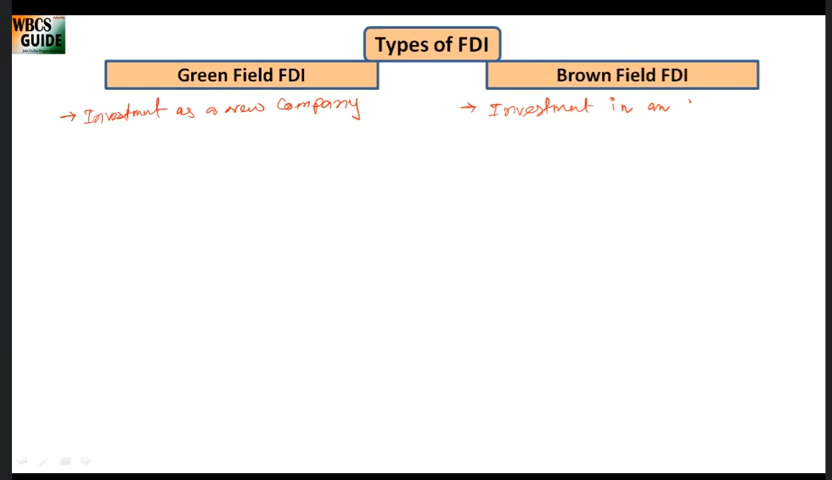 WBCS
GUIDE
Types of FDI
Green Field FDI
Brown Field FDI
→ Investment as a new Company
→ Investment in an